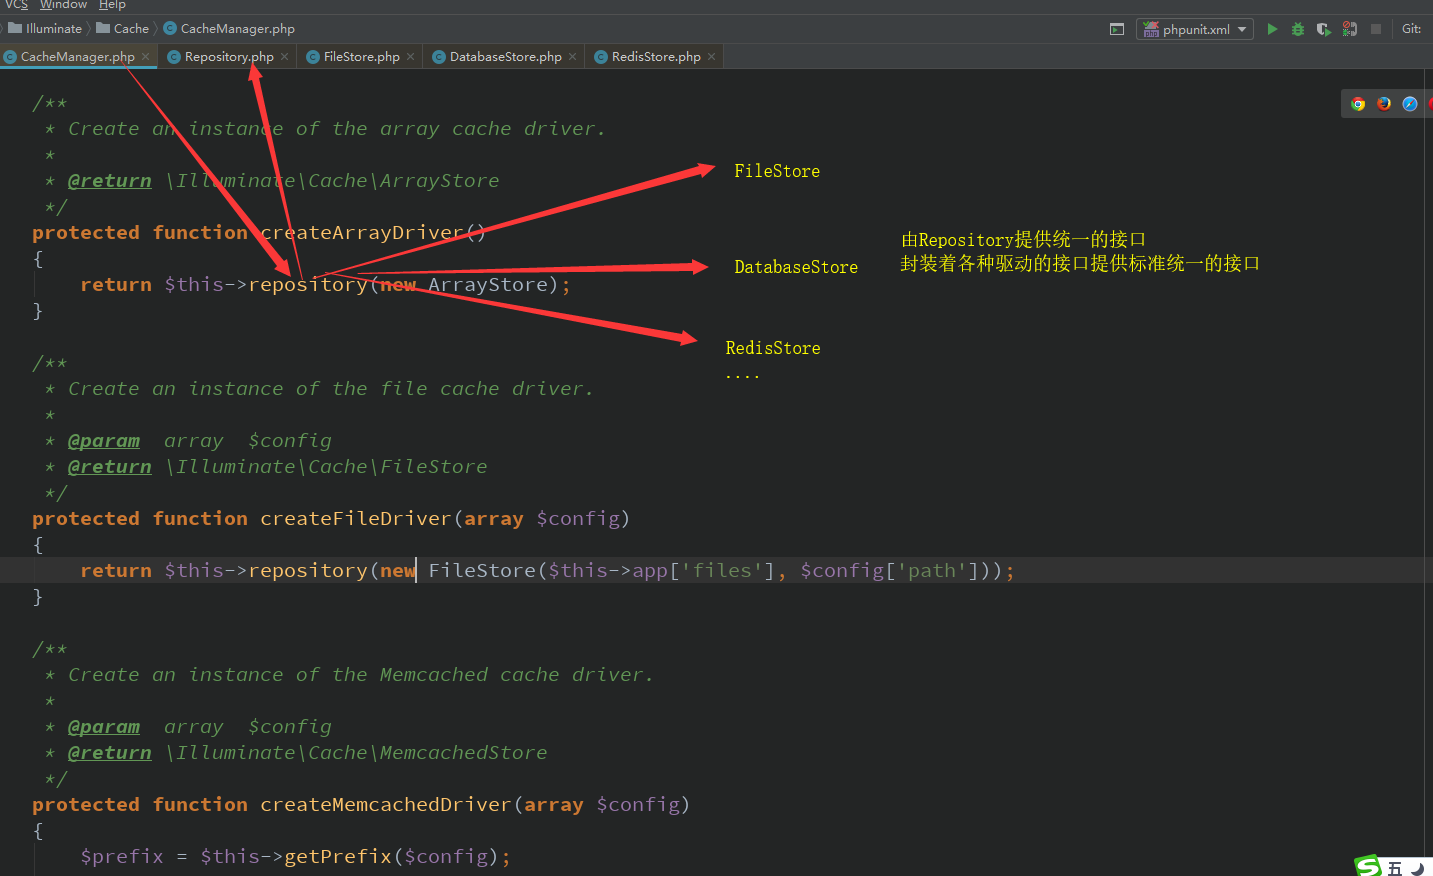 VCS Window Help
Illuminate Cache CacheManager.php phpunit.xml Git:
CacheManager.php Repository.php FileStore.php DatabaseStore.php RedisStore.php
/**
* Create an instance of the array cache driver.
*
* @return \Illuminate\Cache\ArrayStore
*/
protected function createArrayDriver()
{
return $this->repository(new ArrayStore);
}
/**
* Create an instance of the file cache driver.
*
* @param array $config
* @return \Illuminate\Cache\FileStore
*/
protected function createFileDriver(array $config)
{
return $this->repository(new FileStore($this->app['files'], $config['path']));
}
/**
* Create an instance of the Memcached cache driver.
*
* @param array $config
* @return \Illuminate\Cache\MemcachedStore
*/
protected function createMemcachedDriver(array $config)
{
$prefix = $this->getPrefix($config);
FileStore
DatabaseStore
RedisStore
....
由Repository提供统一的接口
封装着各种驱动的接口提供标准统一的接口
五